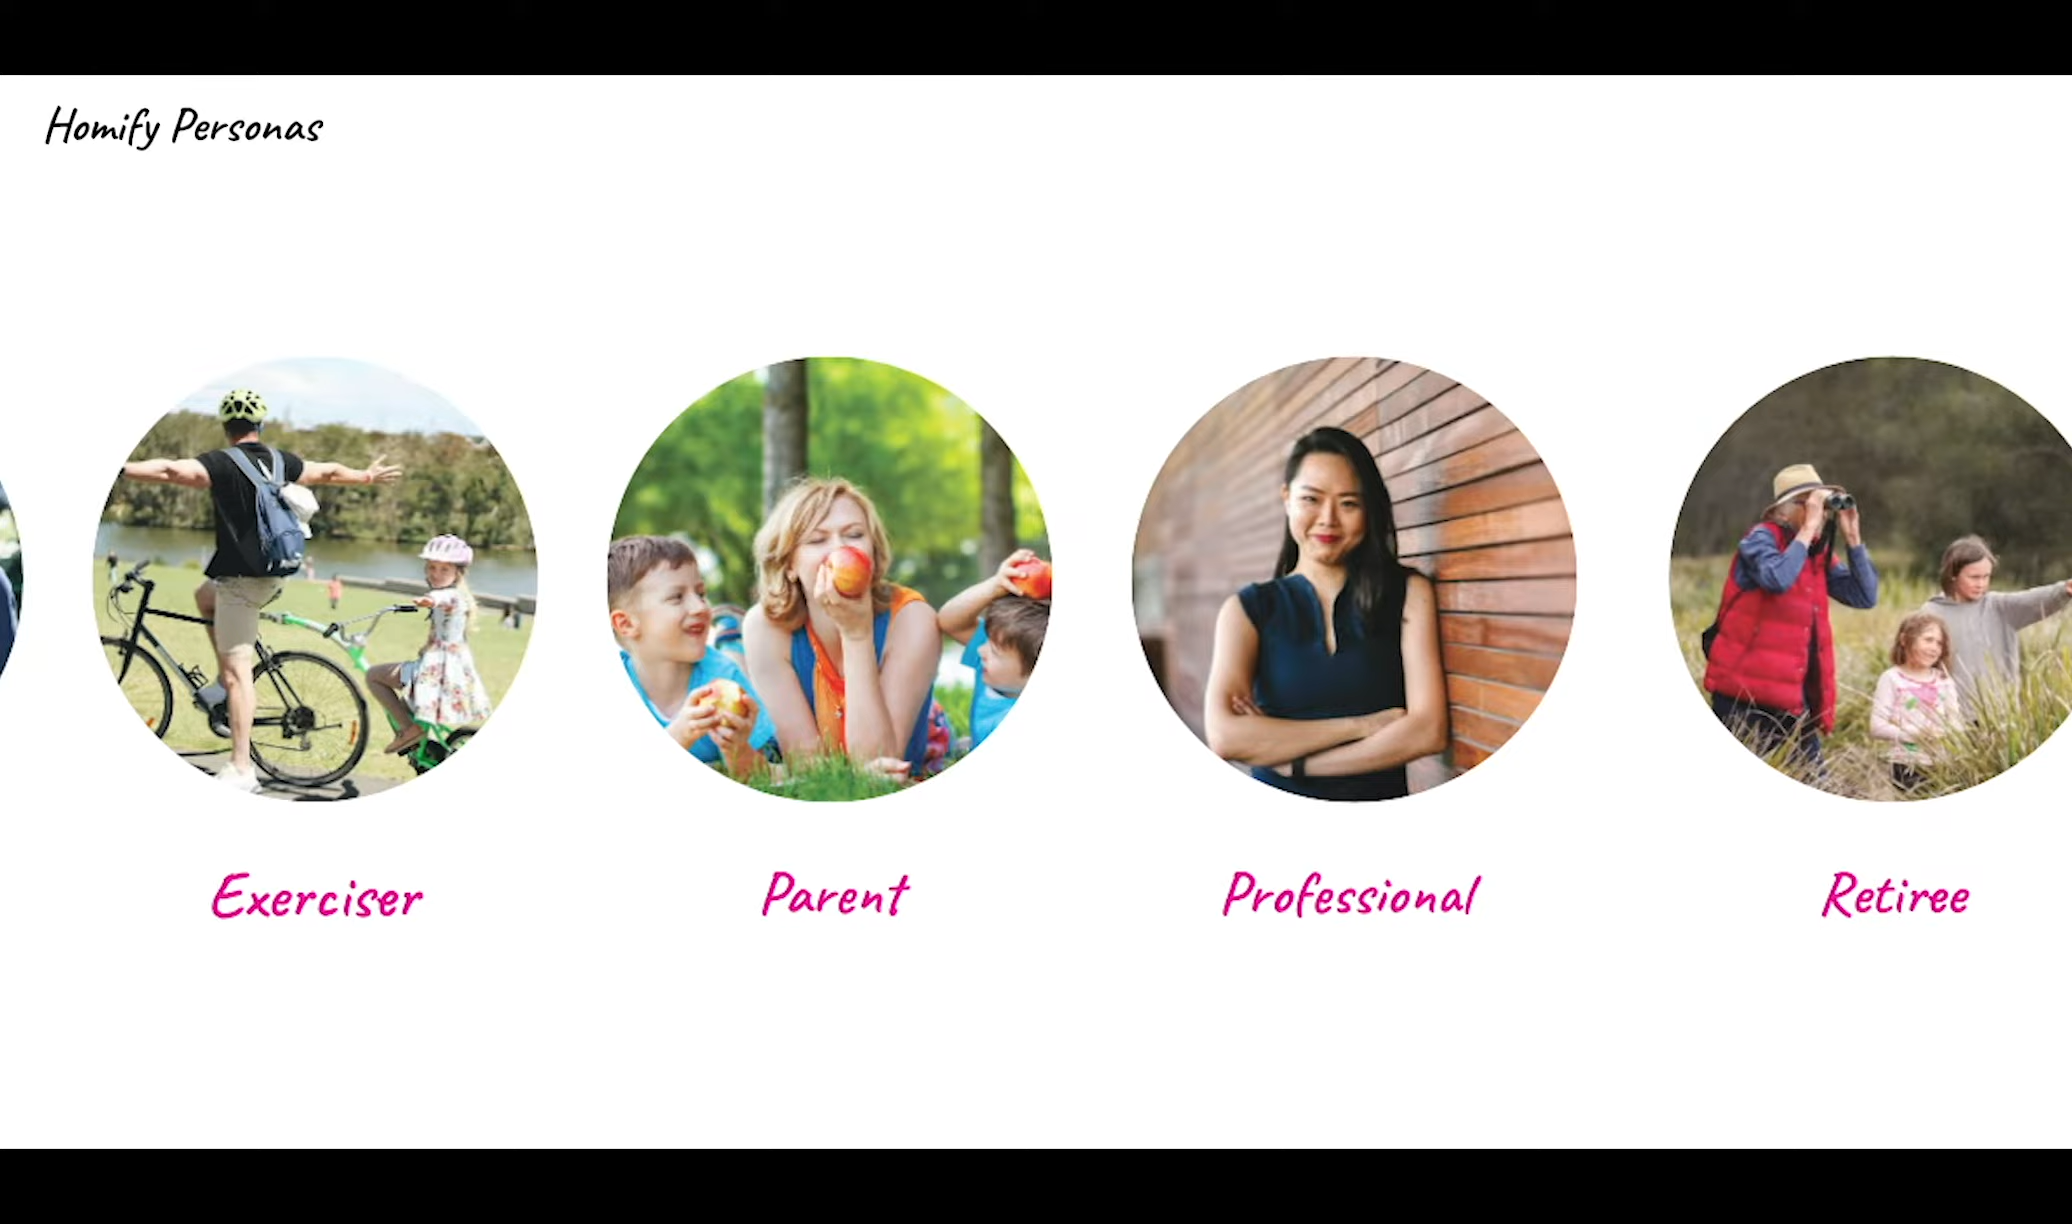 Homify Personas
Exerciser
Parent
Professional
Retiree